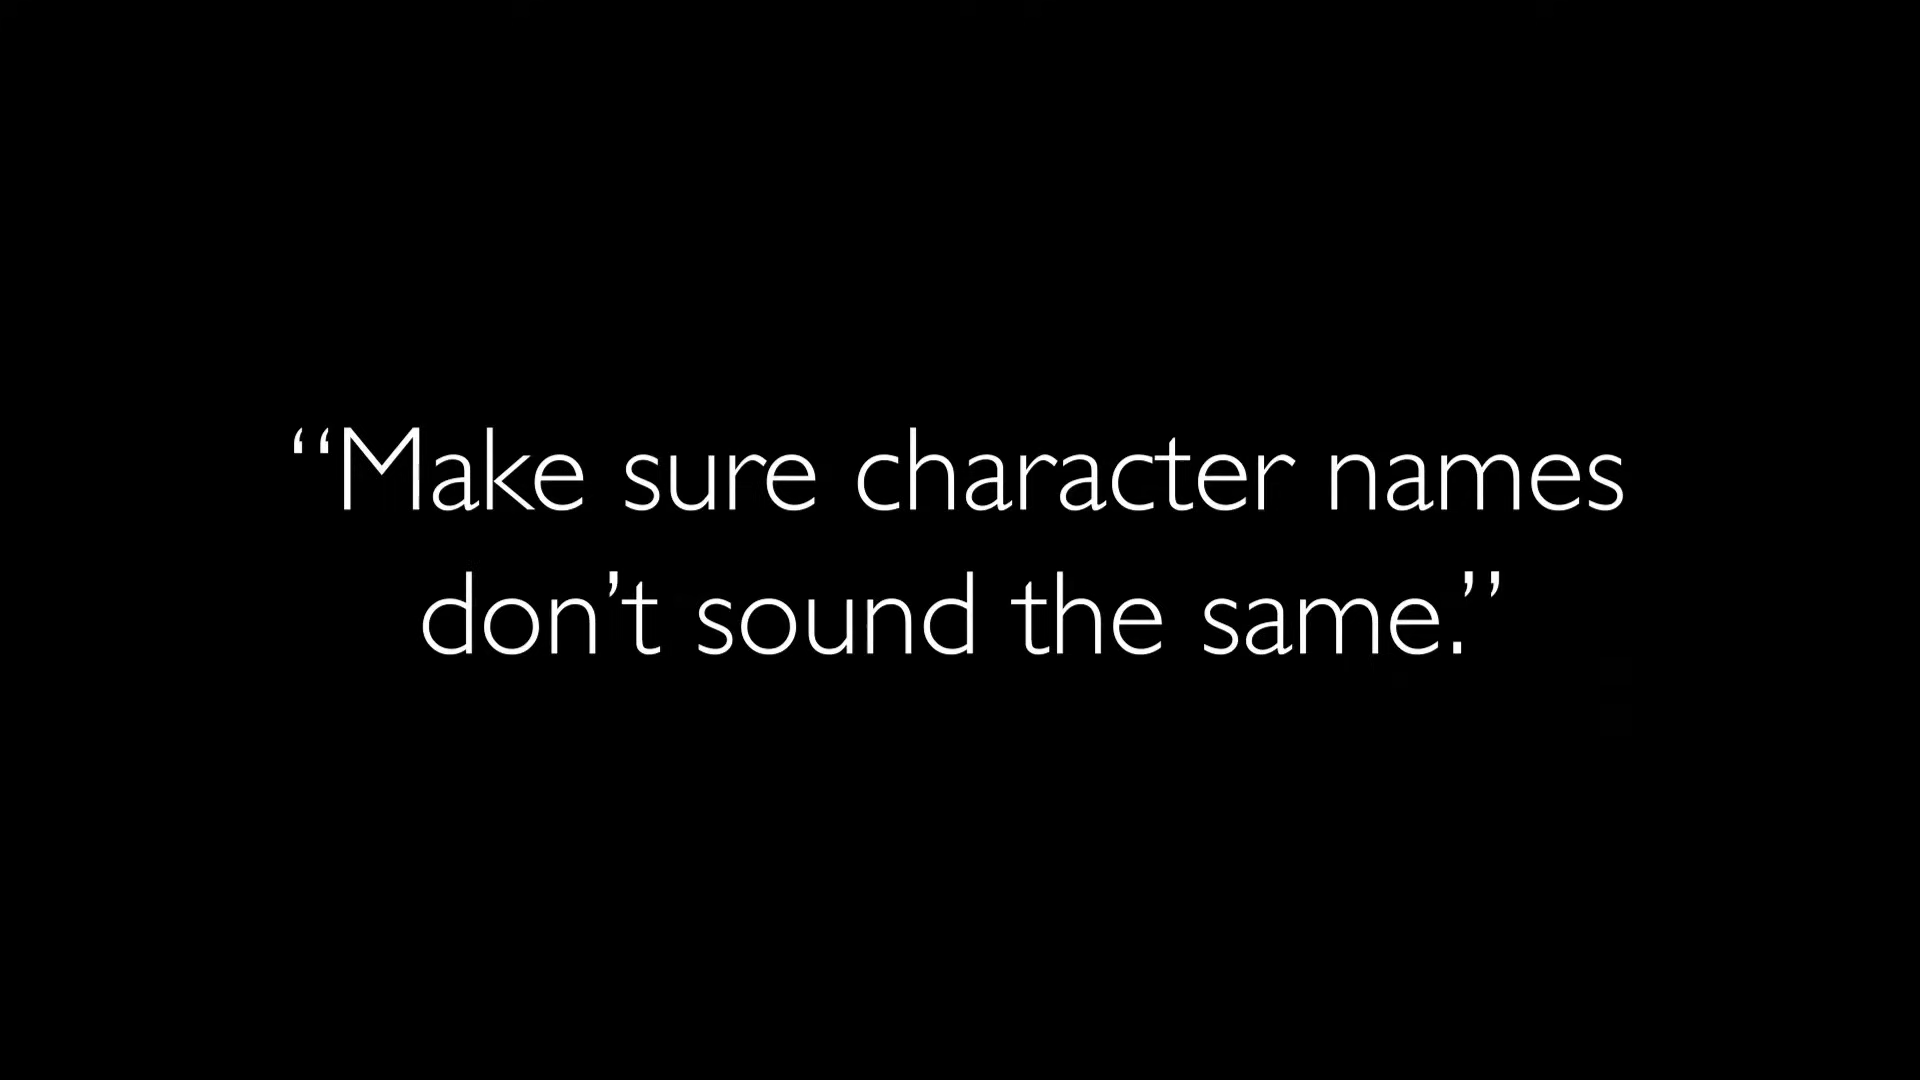 “Make sure character names
don’t sound the same.”